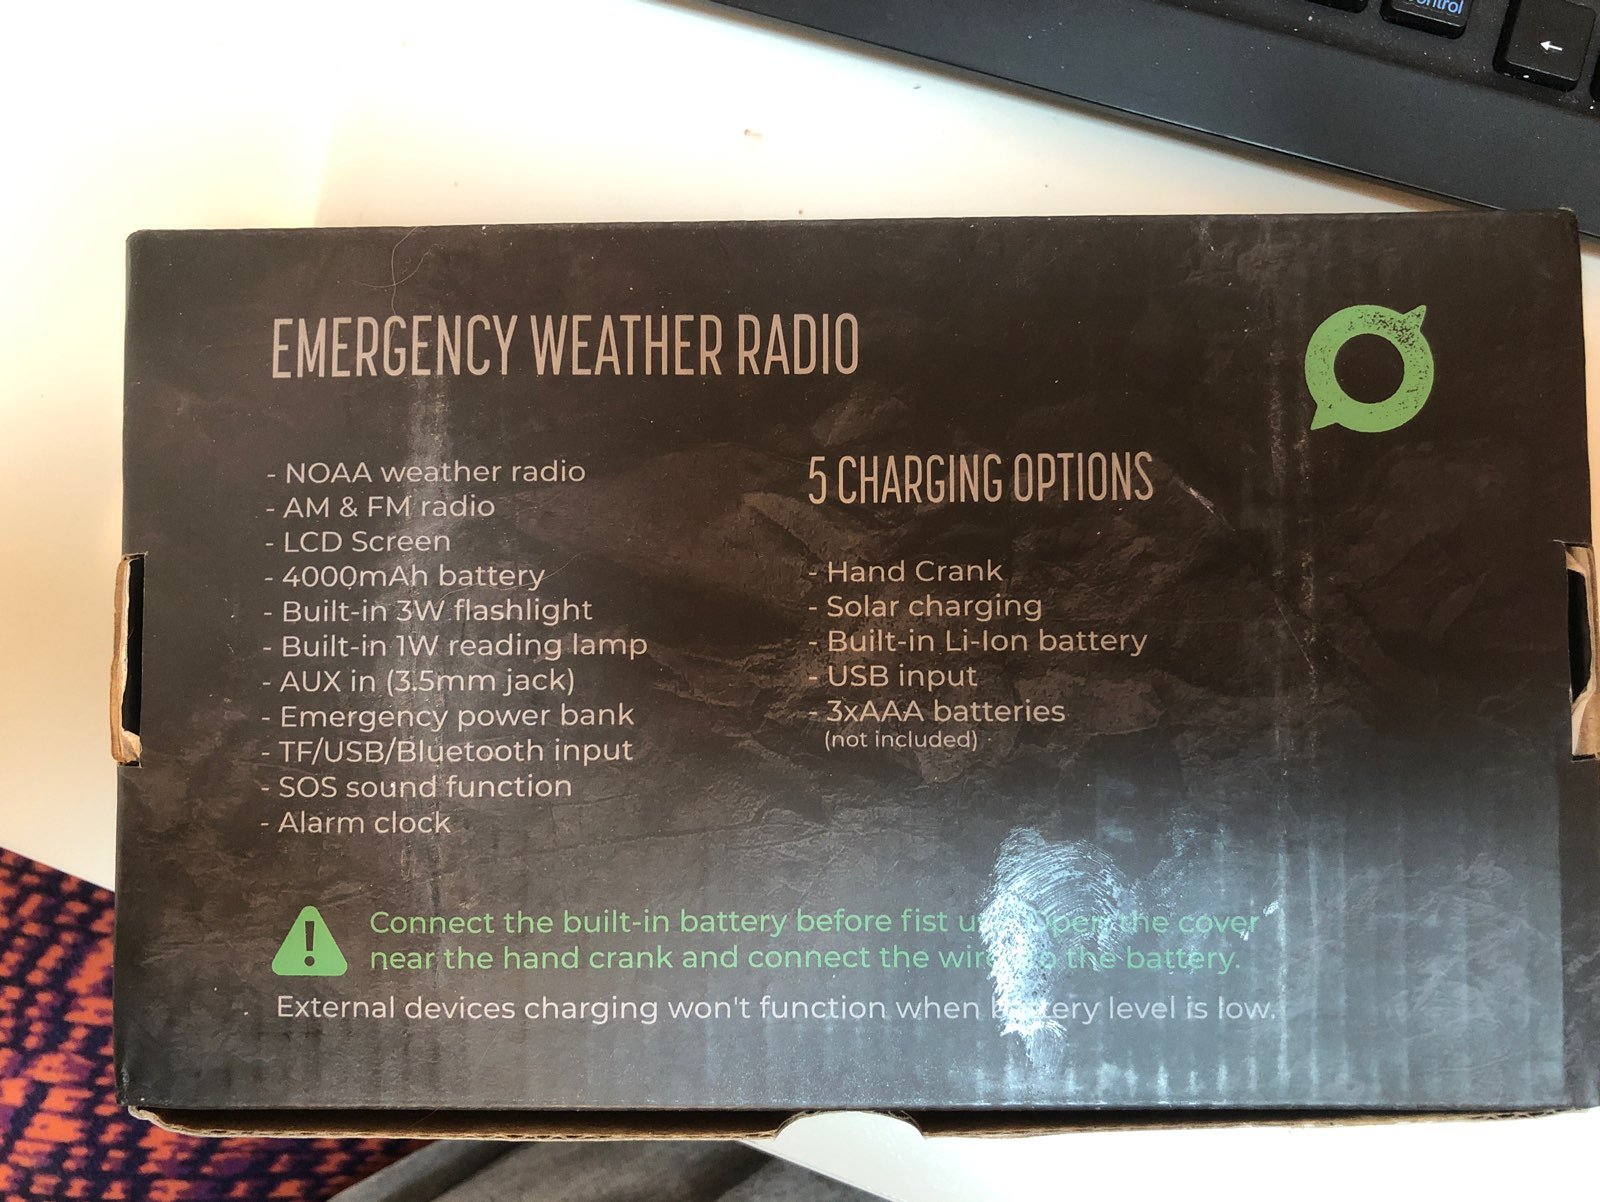 control
←
EMERGENCY WEATHER RADIO
- NOAA weather radio
- AM & FM radio
- LCD Screen
- 4000mAh battery
- Built-in 3W flashlight
- Built-in 1W reading lamp
- AUX in (3.5mm jack)
- Emergency power bank
- TF/USB/Bluetooth input
- SOS sound function
- Alarm clock
5 CHARGING OPTIONS
- Hand Crank
- Solar charging
- Built-in Li-Ion battery
- USB input
- 3xAAA batteries
(not included)
Connect the built-in battery before fist Open the cover
near the hand crank and connect the to the battery.
External devices charging won't function when battery level is low.